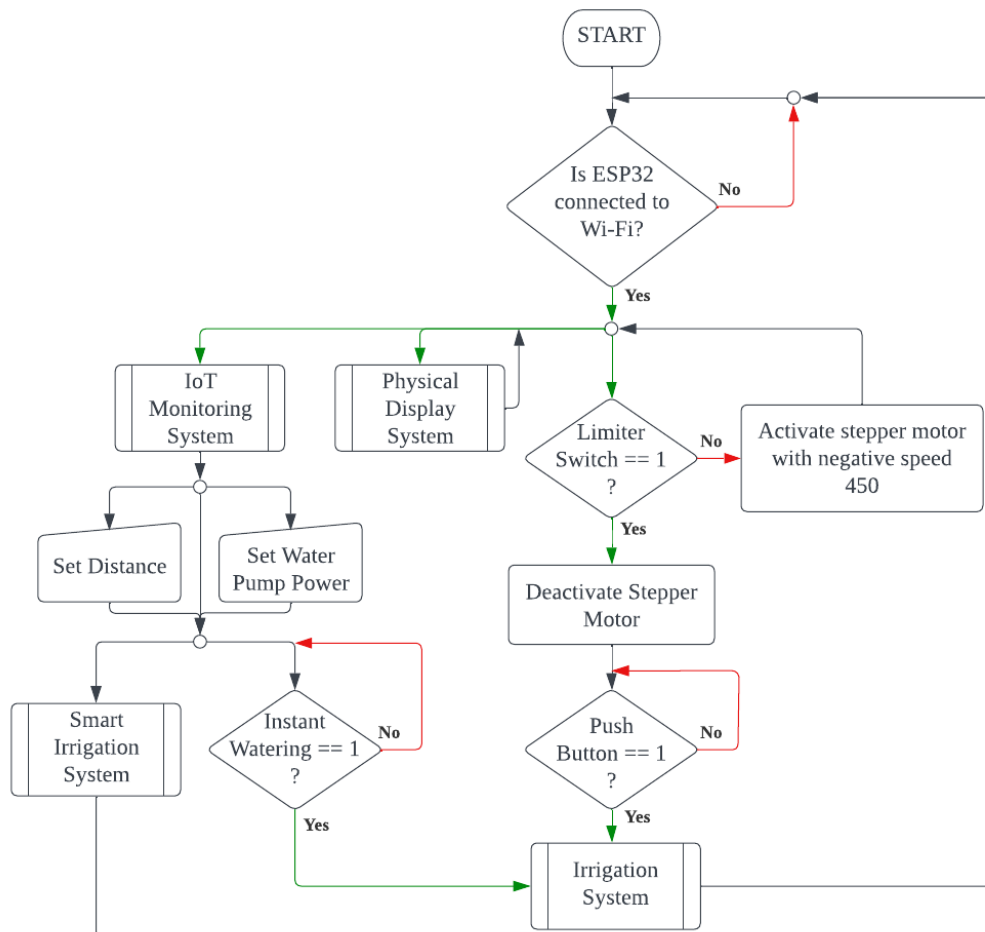 START
Is ESP32
connected to
Wi-Fi?
No
Yes
IoT
Monitoring
System
Physical
Display
System
Limiter
Switch == 1
?
No
Activate stepper motor
with negative speed
450
Yes
Set Distance
Set Water
Pump Power
Deactivate Stepper
Motor
Smart
Irrigation
System
Instant
Watering == 1
?
No
Push
Button == 1
?
No
Yes
Yes
Irrigation
System